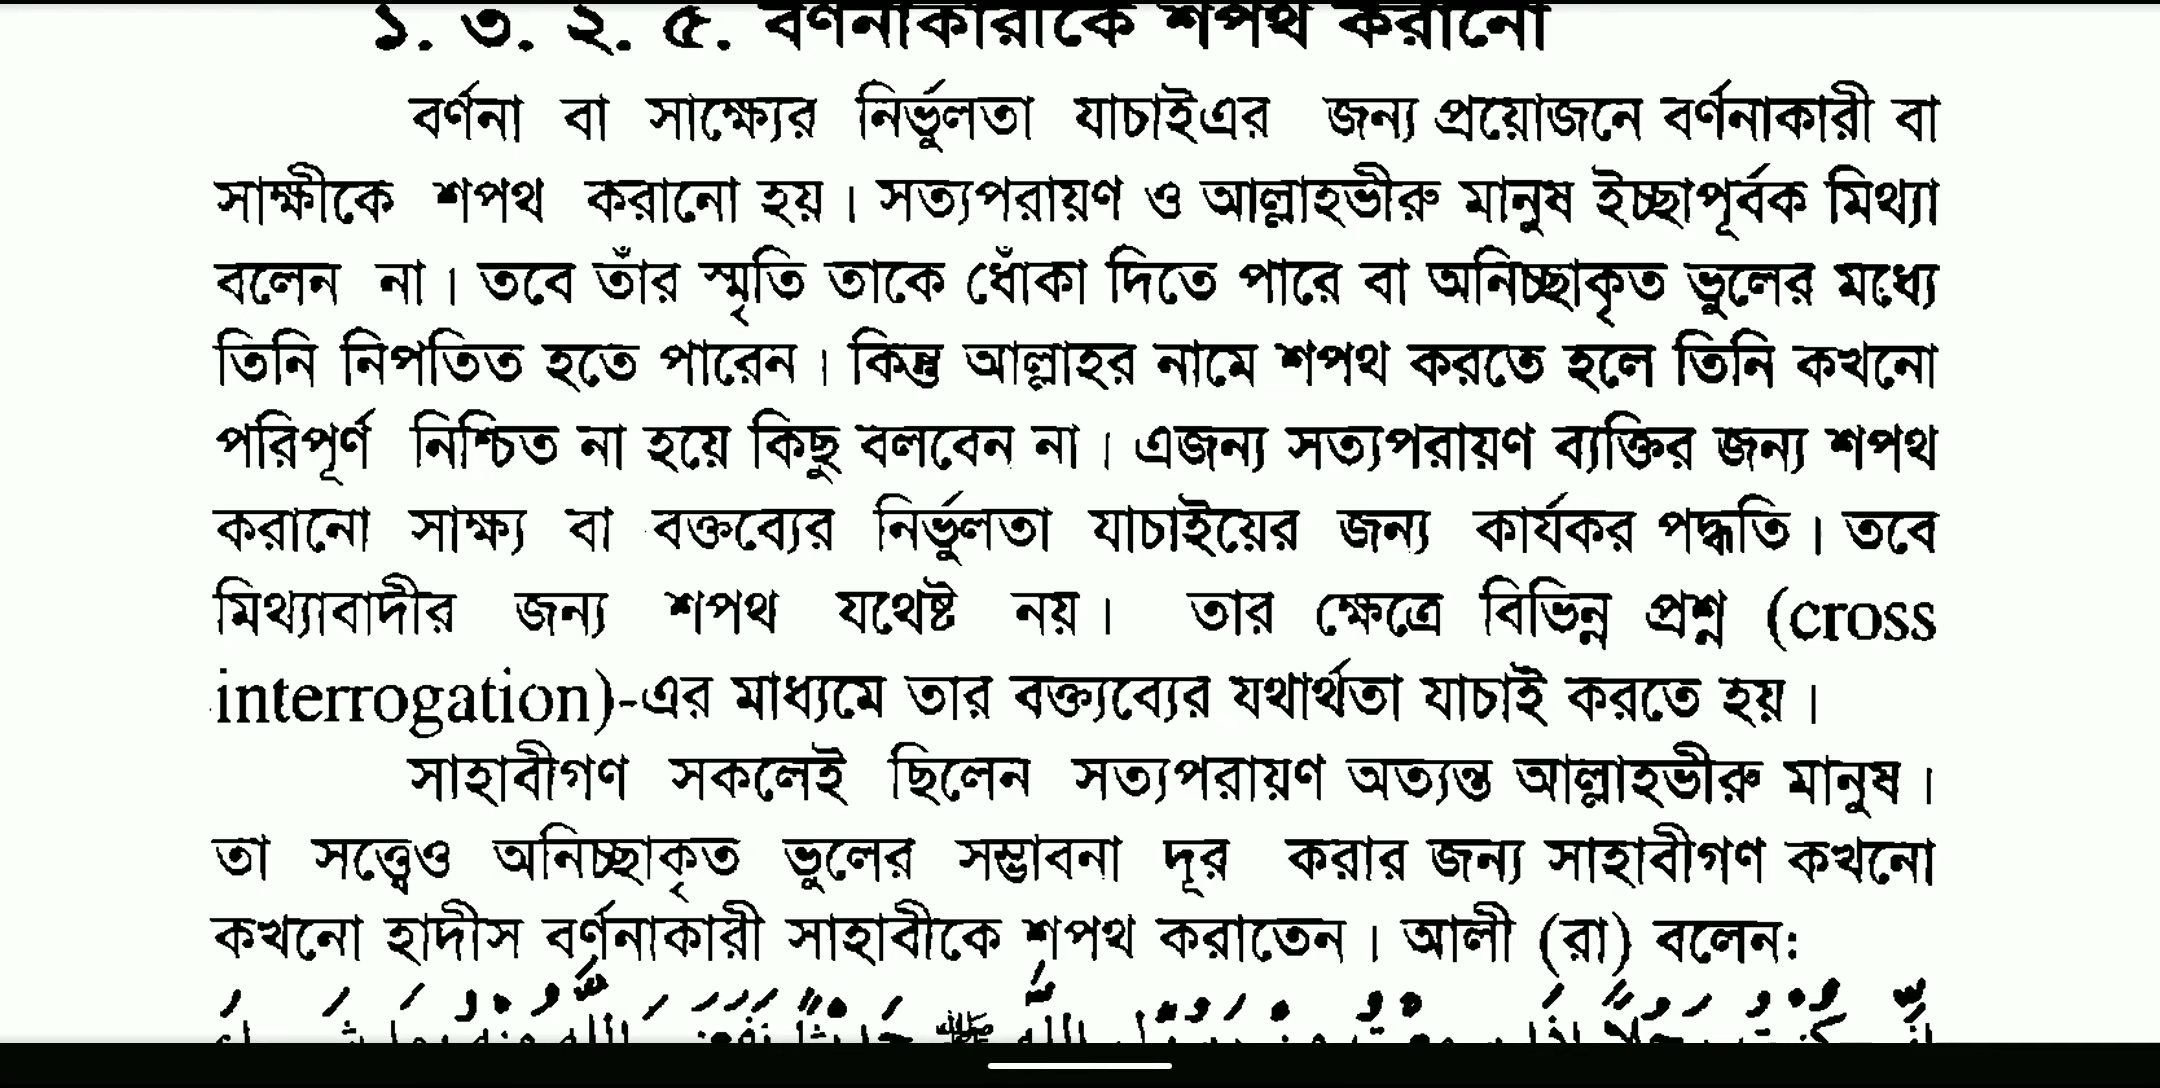 ১. ৩. ২. ৫. বর্ণনাকারীকে শপথ করানো
বর্ণনা বা সাক্ষ্যের নির্ভুলতা যাচাইএর জন্য প্রয়োজনে বর্ণনাকারী বা
সাক্ষীকে শপথ করানো হয়। সত্যপরায়ণ ও আল্লাহভীরু মানুষ ইচ্ছাপূর্বক মিথ্যা
বলেন না। তবে তাঁর স্মৃতি তাকে ধোঁকা দিতে পারে বা অনিচ্ছাকৃত ভুলের মধ্যে
তিনি নিপতিত হতে পারেন। কিন্তু আল্লাহর নামে শপথ করতে হলে তিনি কখনো
পরিপূর্ণ নিশ্চিত না হয়ে কিছু বলবেন না। এজন্য সত্যপরায়ণ ব্যক্তির জন্য শপথ
করানো সাক্ষ্য বা বক্তব্যের নির্ভুলতা যাচাইয়ের জন্য কার্যকর পদ্ধতি। তবে
মিথ্যাবাদীর জন্য শপথ যথেষ্ট নয়। তার ক্ষেত্রে বিভিন্ন প্রশ্ন (cross
interrogation)-এর মাধ্যমে তার বক্ত্যব্যের যথার্থতা যাচাই করতে হয়।
সাহাবীগণ সকলেই ছিলেন সত্যপরায়ণ অত্যন্ত আল্লাহভীরু মানুষ।
তা সত্ত্বেও অনিচ্ছাকৃত ভুলের সম্ভাবনা দূর করার জন্য সাহাবীগণ কখনো
কখনো হাদীস বর্ণনাকারী সাহাবীকে শপথ করাতেন। আলী (রা) বলেন: